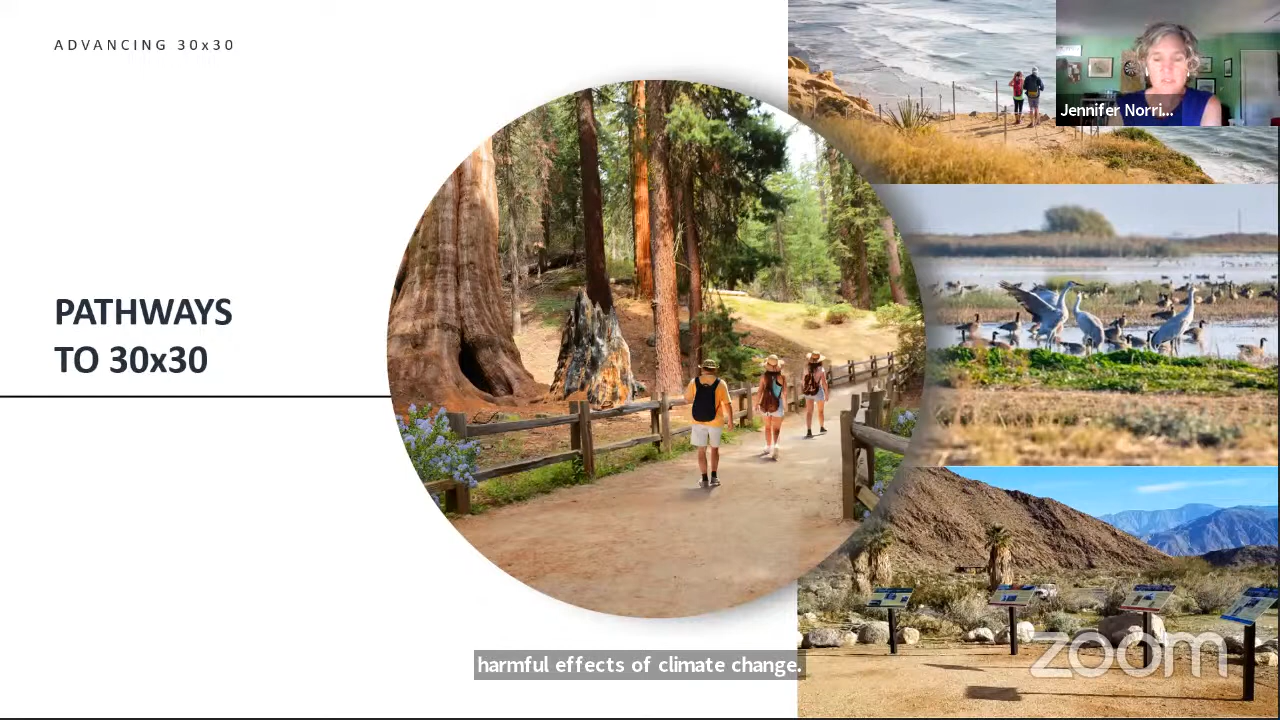 ADVANCING 30x30
Jennifer Norri...
PATHWAYS
TO 30x30
harmful effects of climate change.
zoom